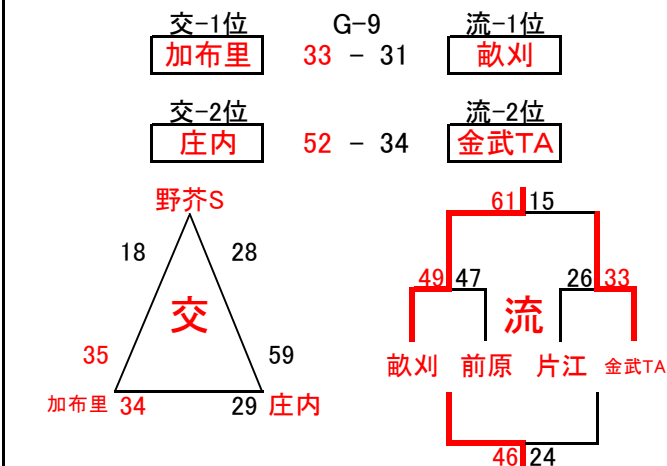 交-1位 G-9 流-1位
加布里 33 - 31 畝刈
交-2位 流-2位
庄内 52 - 34 金武TA
野芥S 61 15
18 28
49 47 26 33
交 流
35 59
畝刈 前原 片江 金武TA
加布里 34 29 庄内
46 24